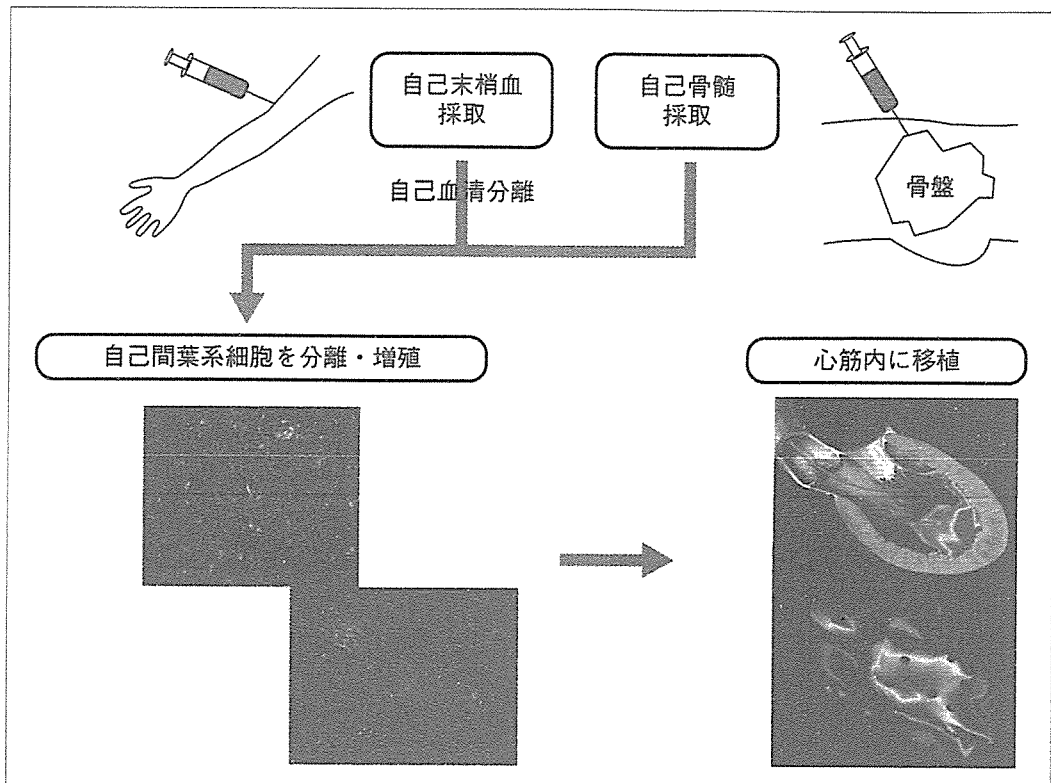 自己末梢血
採取
自己骨髄
採取
骨盤
自己血清分離
自己間葉系細胞を分離・増殖
心筋内に移植